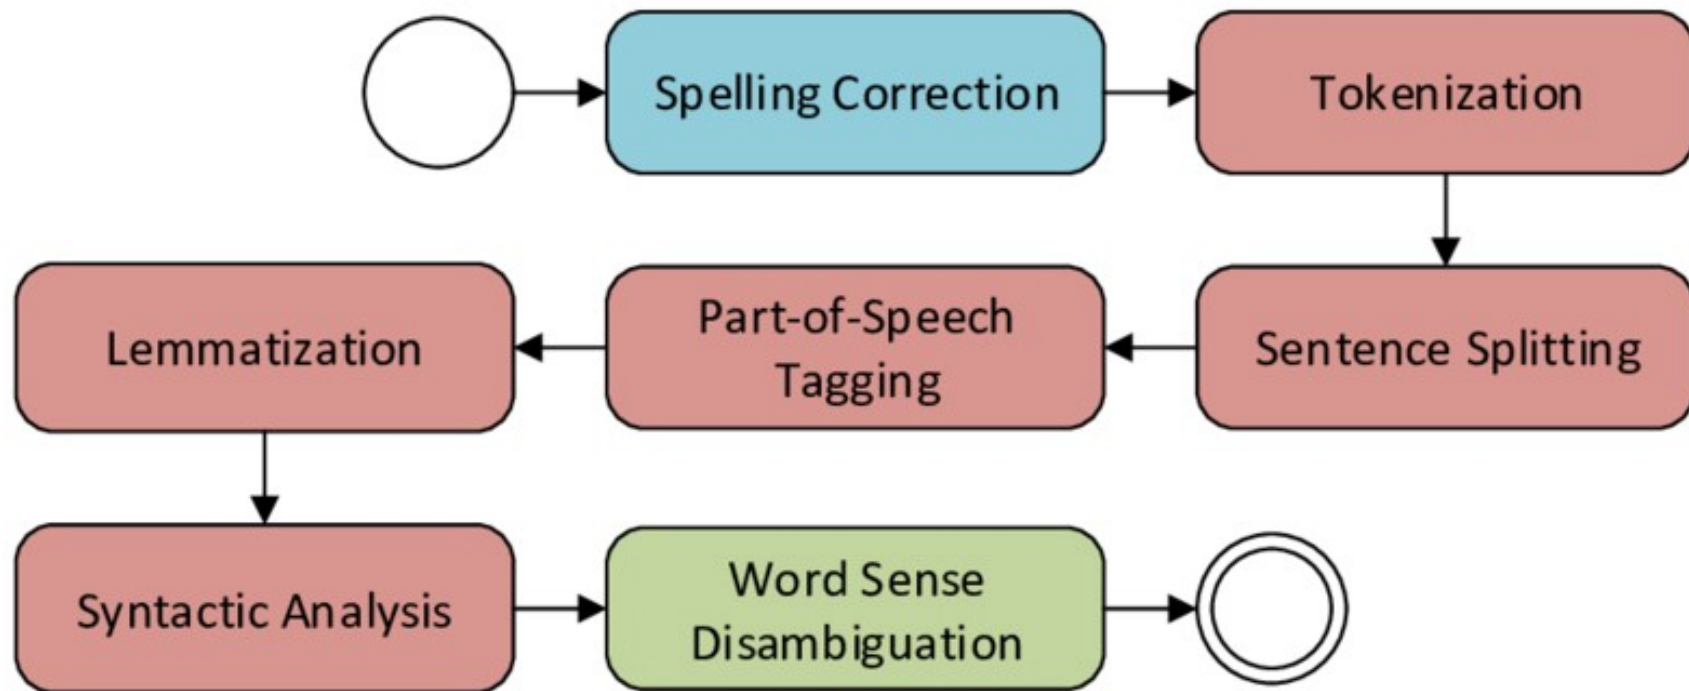 Spelling Correction
Tokenization
Lemmatization
Part-of-Speech
Tagging
Sentence Splitting
Syntactic Analysis
Word Sense
Disambiguation